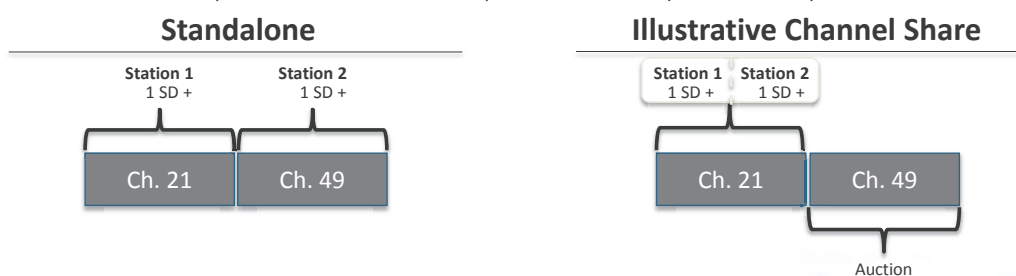 Standalone
Illustrative Channel Share
Station 1
1 SD +
Station 2
1 SD +
Station 1
1 SD +
Station 2
1 SD +
Ch. 21
Ch. 49
Ch. 21
Ch. 49
Auction